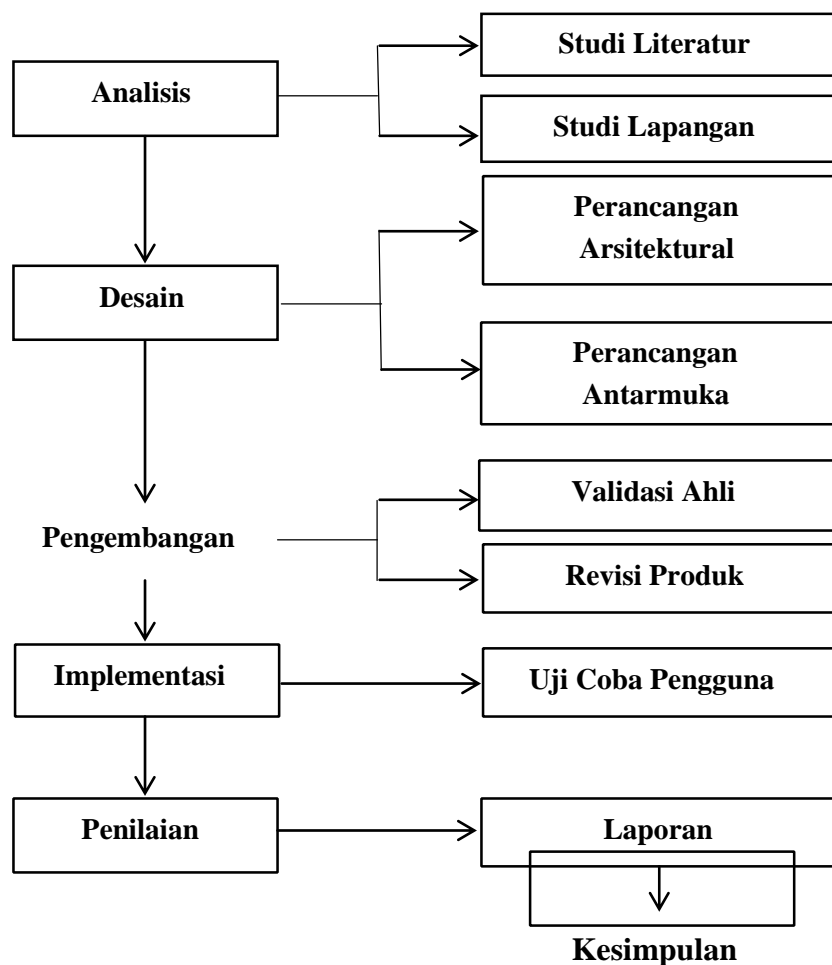 Studi Literatur
Analisis
Studi Lapangan
Perancangan
Arsitektural
Desain
Perancangan
Antarmuka
Validasi Ahli
Pengembangan
Revisi Produk
Implementasi
Uji Coba Pengguna
Penilaian
Laporan
Kesimpulan